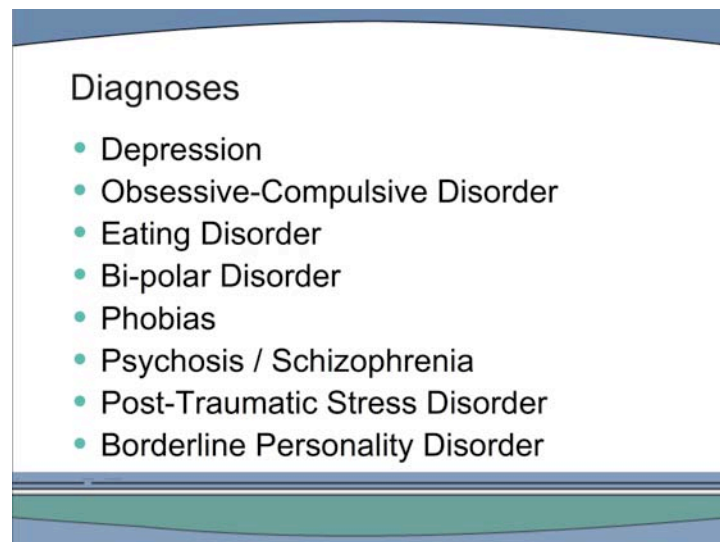 Diagnoses
Depression
Obsessive-Compulsive Disorder
Eating Disorder
Bi-polar Disorder
Phobias
Psychosis / Schizophrenia
Post-Traumatic Stress Disorder
Borderline Personality Disorder